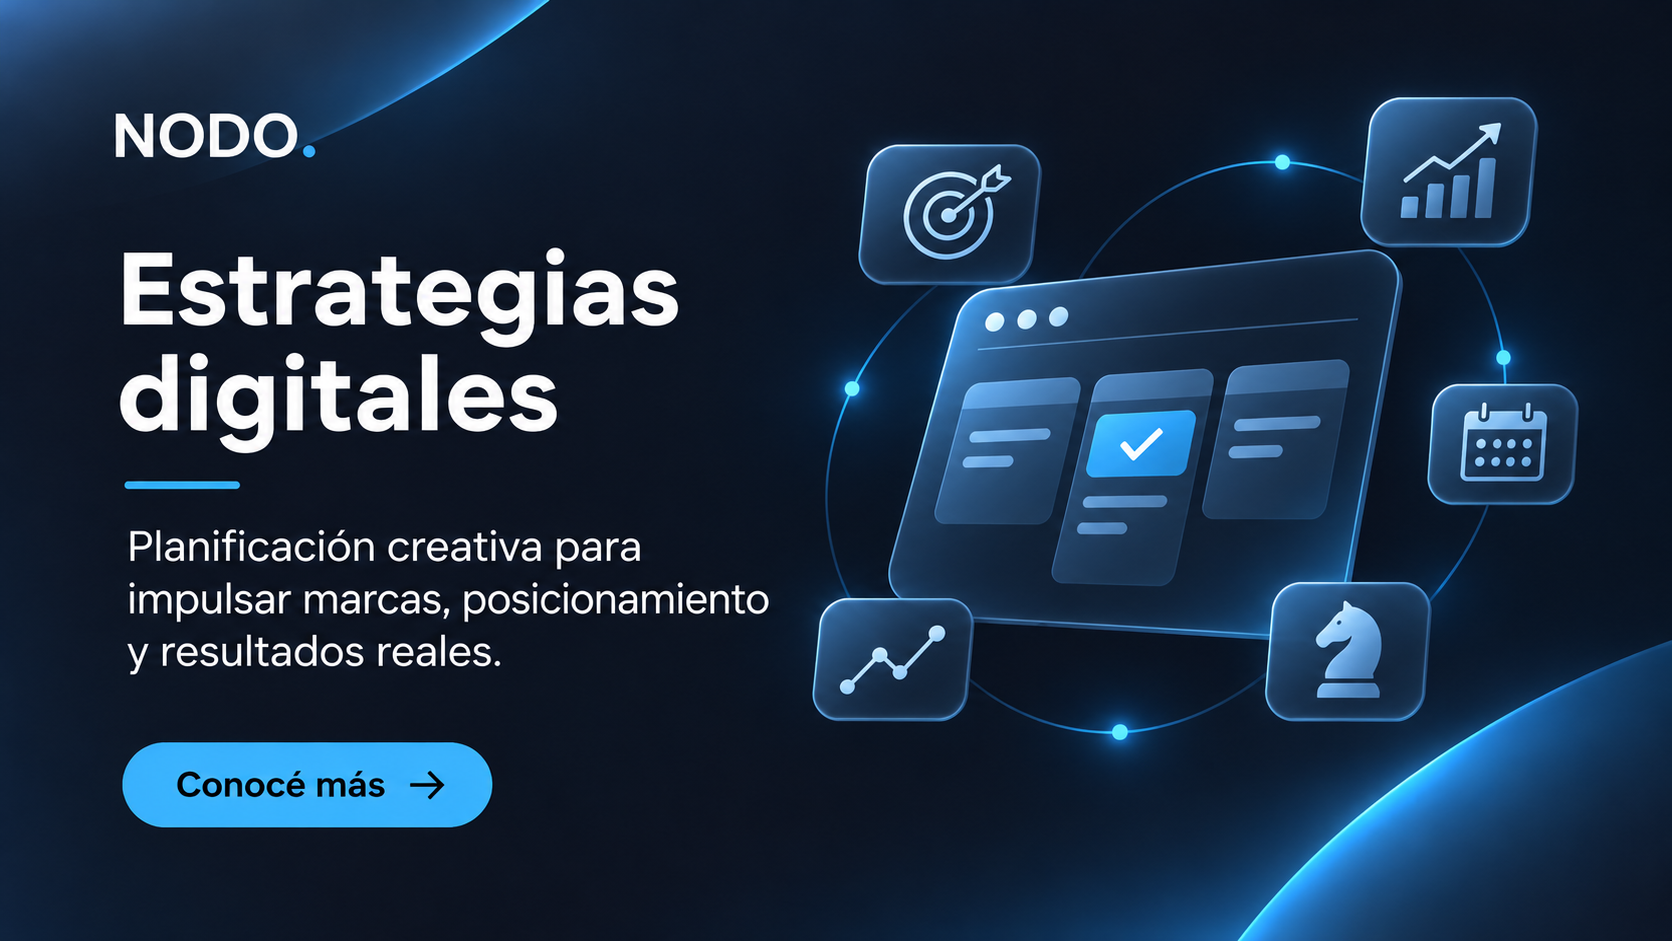 NODO.
Estrategias
digitales
Planificación creativa para
impulsar marcas, posicionamiento
y resultados reales.
Conocé más →